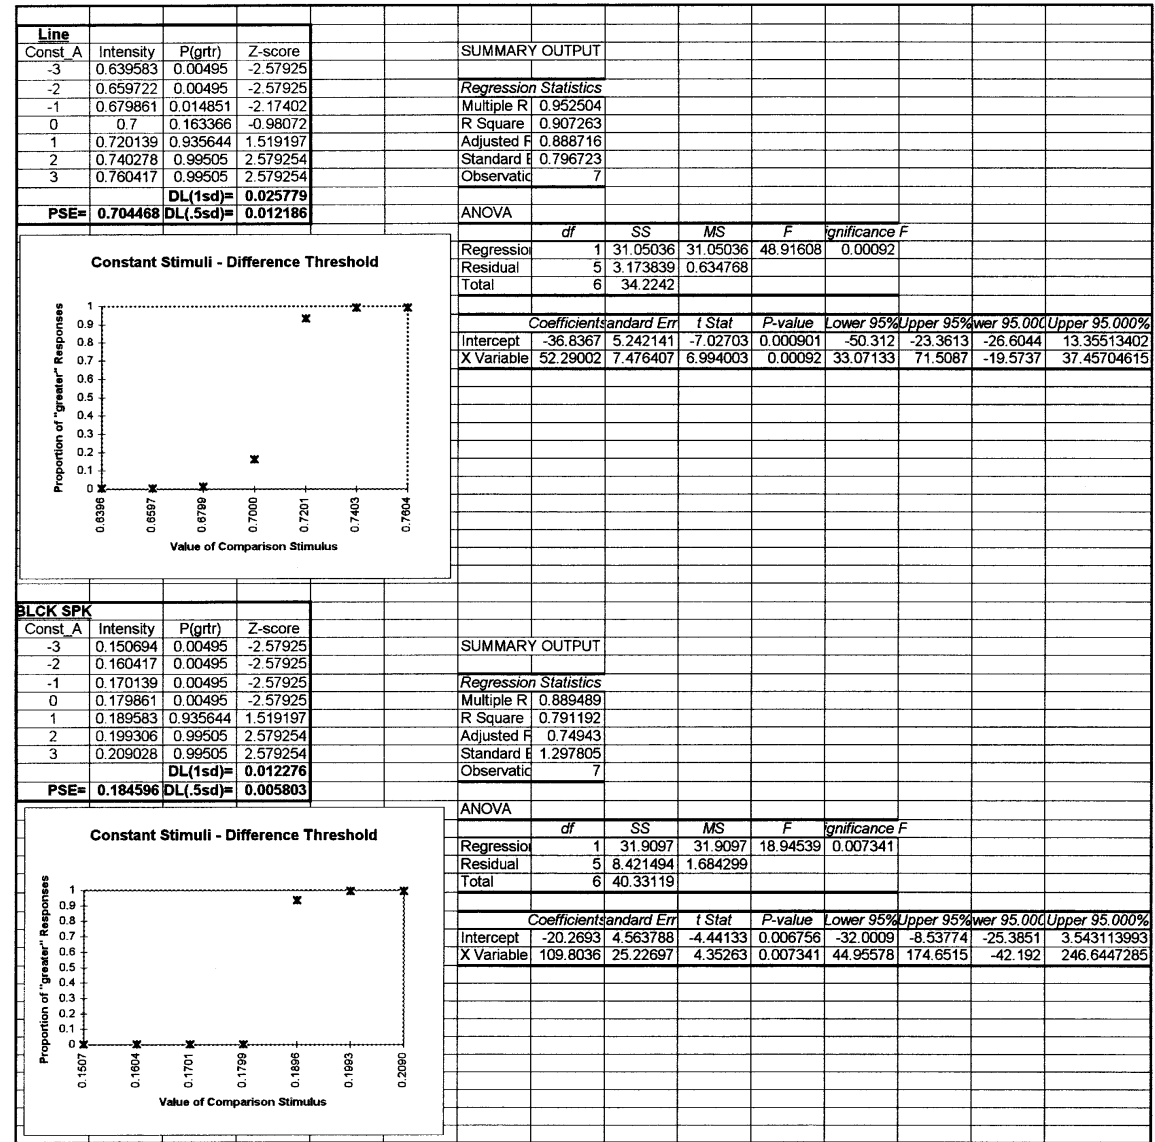 Line
Const_A Intensity P(grtr) Z-score SUMMARY OUTPUT
-3 0.639583 0.00495 -2.57925
-2 0.659722 0.00495 -2.57925 Regression Statistics
-1 0.679861 0.014851 -2.17402 Multiple R 0.952504
0 0.7 0.163366 -0.98072 R Square 0.907263
1 0.720139 0.935644 1.519197 Adjusted F 0.888716
2 0.740278 0.99505 2.579254 Standard E 0.796723
3 0.760417 0.99505 2.579254 Observatic 7
DL(1sd)= 0.025779
PSE= 0.704468 DL(.5sd)= 0.012186 ANOVA
df SS MS F ignificance F
Regressio 1 31.05036 31.05036 48.91608 0.00092
Residual 5 3.173839 0.634768
Total 6 34.2242
Coefficients andard Err t Stat P-value Lower 95% Upper 95% wer 95.000 Upper 95.000%
Intercept -36.8367 5.242141 -7.02703 0.000901 -50.312 -23.3613 -26.6044 13.35513402
X Variable 52.29002 7.476407 6.994003 0.00092 33.07133 71.5087 -19.5737 37.45704615
Constant Stimuli - Difference Threshold
Proportion of "greater" Responses
1
0.9
0.8
0.7
0.6
0.5
0.4
0.3
0.2
0.1
0
0.6396 0.6597 0.6799 0.7000 0.7201 0.7403 0.7604
Value of Comparison Stimulus
BLCK SPK
Const_A Intensity P(grtr) Z-score
-3 0.150694 0.00495 -2.57925 SUMMARY OUTPUT
-2 0.160417 0.00495 -2.57925
-1 0.170139 0.00495 -2.57925 Regression Statistics
0 0.179861 0.00495 -2.57925 Multiple R 0.889489
1 0.189583 0.935644 1.519197 R Square 0.791192
2 0.199306 0.99505 2.579254 Adjusted F 0.74943
3 0.209028 0.99505 2.579254 Standard E 1.297805
DL(1sd)= 0.012276 Observatic 7
PSE= 0.184596 DL(.5sd)= 0.005803
ANOVA
df SS MS F ignificance F
Regressio 1 31.9097 31.9097 18.94539 0.007341
Residual 5 8.421494 1.684299
Total 6 40.33119
Coefficients andard Err t Stat P-value Lower 95% Upper 95% wer 95.000 Upper 95.000%
Intercept -20.2693 4.563788 -4.44133 0.006756 -32.0009 -8.53774 -25.3851 3.543113993
X Variable 109.8036 25.22697 4.35263 0.007341 44.95578 174.6515 -42.192 246.6447285
Constant Stimuli - Difference Threshold
Proportion of "greater" Responses
1
0.9
0.8
0.7
0.6
0.5
0.4
0.3
0.2
0.1
0
0.1507 0.1604 0.1701 0.1799 0.1896 0.1993 0.2090
Value of Comparison Stimulus